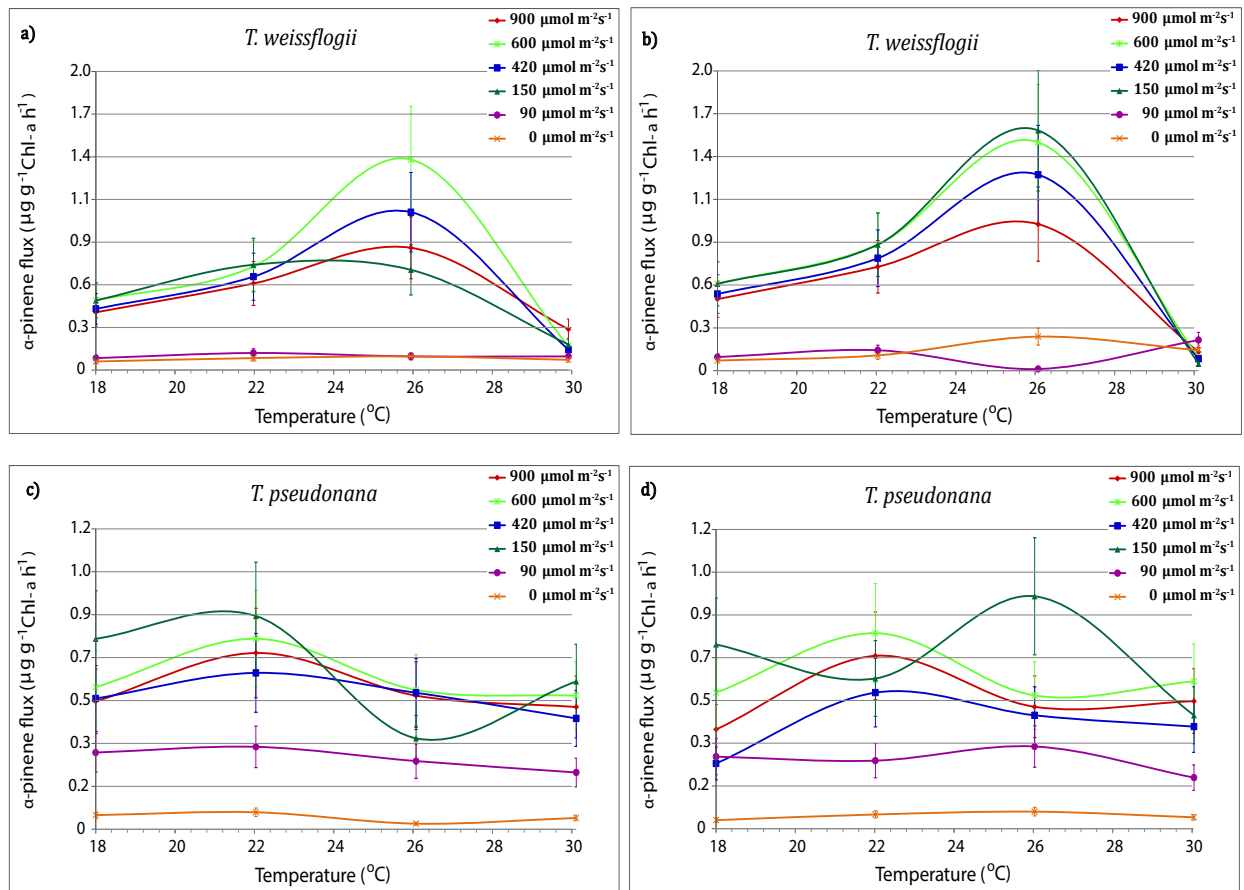 a)
T. weissflogii
900 µmol m⁻²s⁻¹
600 µmol m⁻²s⁻¹
420 µmol m⁻²s⁻¹
150 µmol m⁻²s⁻¹
90 µmol m⁻²s⁻¹
0 µmol m⁻²s⁻¹
α-pinene flux (µg g⁻¹Chl-a h⁻¹)
2.0
1.7
1.4
1.1
0.9
0.6
0.3
0
18 20 22 24 26 28 30
Temperature (°C)
b)
T. weissflogii
900 µmol m⁻²s⁻¹
600 µmol m⁻²s⁻¹
420 µmol m⁻²s⁻¹
150 µmol m⁻²s⁻¹
90 µmol m⁻²s⁻¹
0 µmol m⁻²s⁻¹
α-pinene flux (µg g⁻¹Chl-a h⁻¹)
2.0
1.7
1.4
1.1
0.9
0.6
0.3
0
18 20 22 24 26 28 30
Temperature (°C)
c)
T. pseudonana
900 µmol m⁻²s⁻¹
600 µmol m⁻²s⁻¹
420 µmol m⁻²s⁻¹
150 µmol m⁻²s⁻¹
90 µmol m⁻²s⁻¹
0 µmol m⁻²s⁻¹
α-pinene flux (µg g⁻¹Chl-a h⁻¹)
1.2
1.0
0.9
0.7
0.5
0.3
0.2
0
18 20 22 24 26 28 30
Temperature (°C)
d)
T. pseudonana
900 µmol m⁻²s⁻¹
600 µmol m⁻²s⁻¹
420 µmol m⁻²s⁻¹
150 µmol m⁻²s⁻¹
90 µmol m⁻²s⁻¹
0 µmol m⁻²s⁻¹
α-pinene flux (µg g⁻¹Chl-a h⁻¹)
1.2
1.0
0.9
0.7
0.5
0.3
0.2
0
18 20 22 24 26 28 30
Temperature (°C)